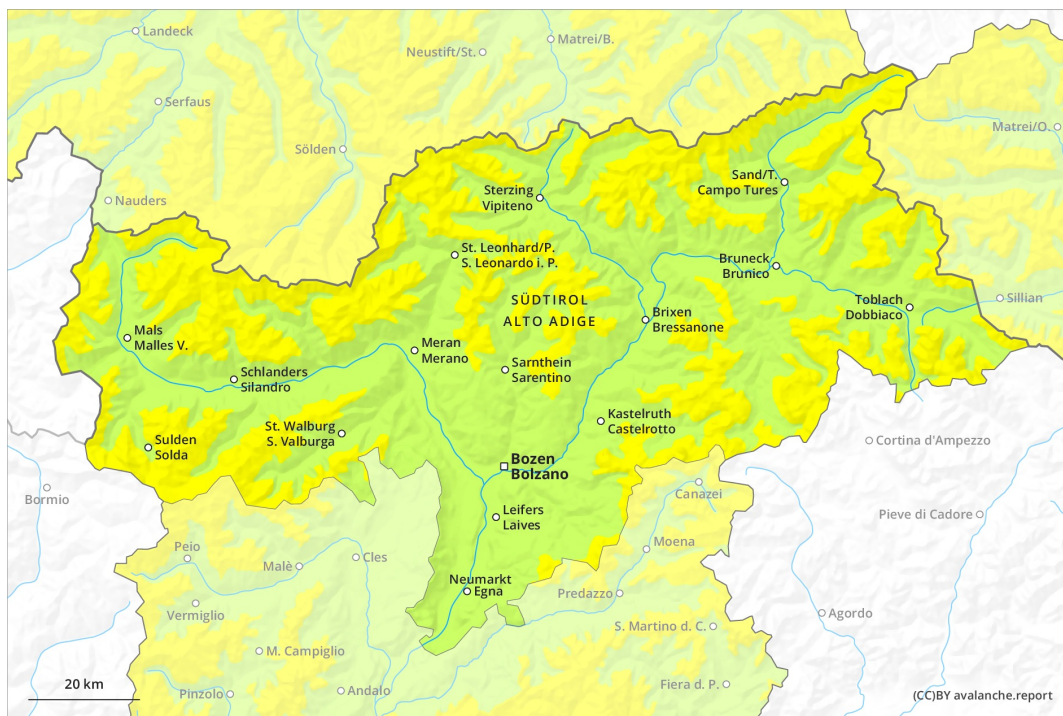 Landeck
Matrei/B.
Neustift/St.
Serfaus
Matrei/O.
Sölden
Sand/T.
Campo Tures
Sterzing
Vipiteno
Nauders
St. Leonhard/P.
S. Leonardo i. P.
Bruneck
Brunico
SÜDTIROL
ALTO ADIGE
Toblach
Dobbiaco
Sillian
Brixen
Bressanone
Mals
Malles V.
Meran
Merano
Schlanders
Silandro
Sarnthein
Sarentino
Kastelruth
Castelrotto
St. Walburg
S. Valburga
Sulden
Solda
Cortina d'Ampezzo
Bozen
Bolzano
Bormio
Canazei
Leifers
Laives
Pieve di Cadore
Peio
Moena
Cles
Malè
Neumarkt
Egna
Predazzo
Vermiglio
Agordo
S. Martino d. C.
M. Campiglio
20 km
Pinzolo
Andalo
Fiera d. P.
(CC)BY avalanche.report